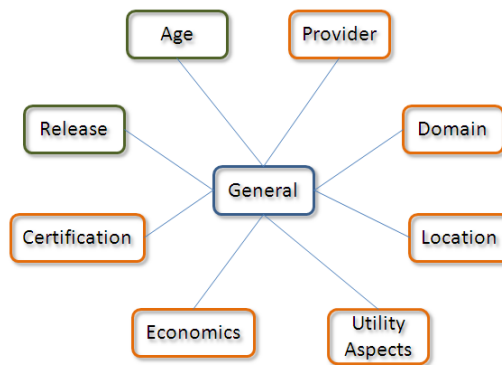 Age
Provider
Release
Domain
General
Certification
Location
Economics
Utility
Aspects